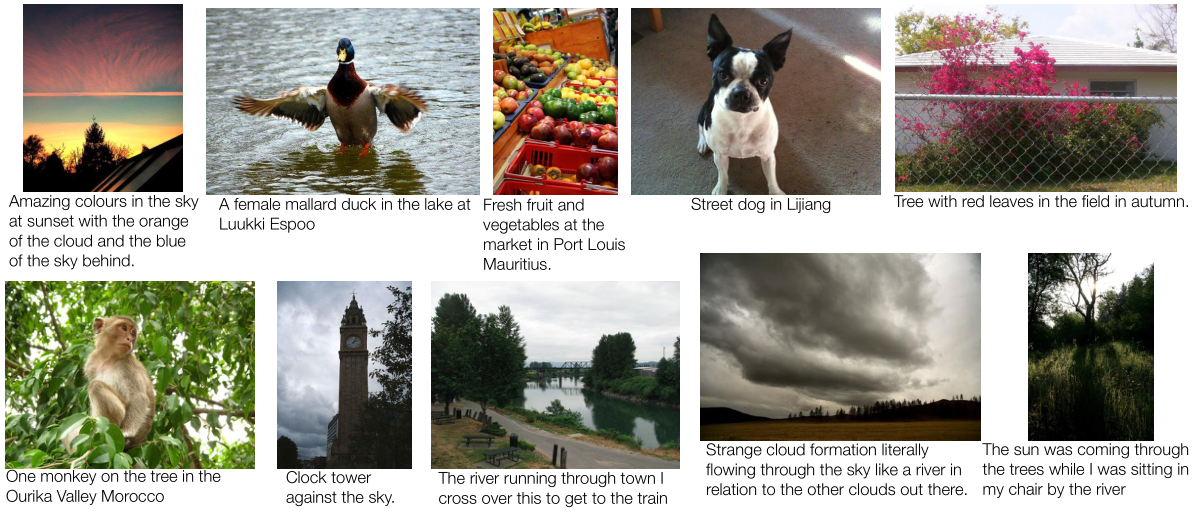 Amazing colours in the sky
at sunset with the orange
of the cloud and the blue
of the sky behind.
A female mallard duck in the lake at
Luukki Espoo
Fresh fruit and
vegetables at the
market in Port Louis
Mauritius.
Street dog in Lijiang
Tree with red leaves in the field in autumn.
One monkey on the tree in the
Ourika Valley Morocco
Clock tower
against the sky.
The river running through town I
cross over this to get to the train
Strange cloud formation literally
flowing through the sky like a river in
relation to the other clouds out there.
The sun was coming through
the trees while I was sitting in
my chair by the river